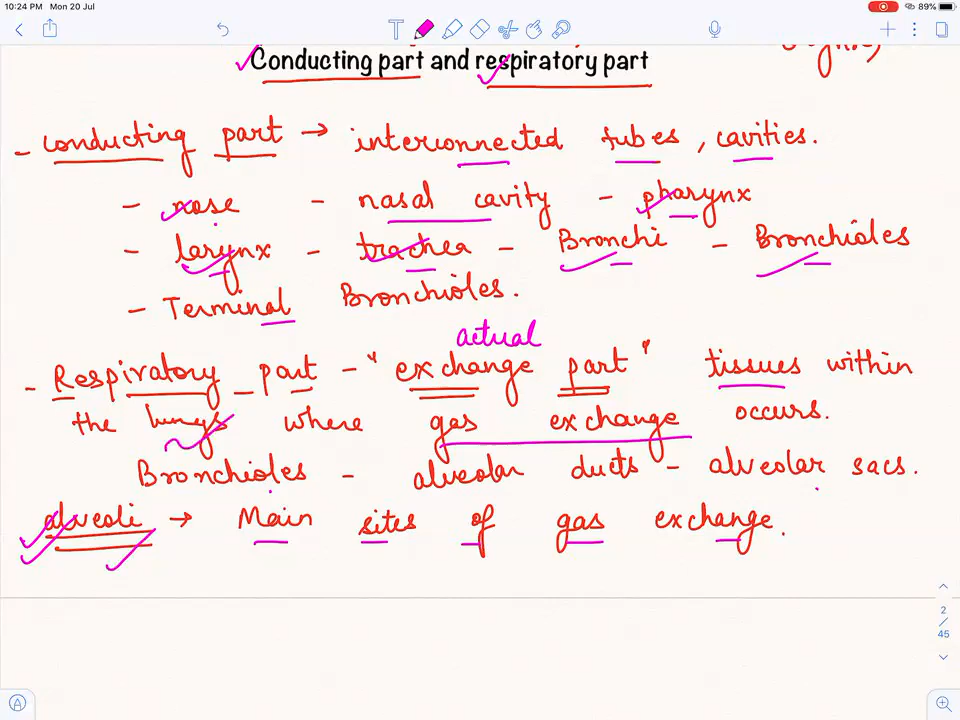 10:24 PM Mon 20 Jul
89%
T
Conducting part and respiratory part
- Conducting part → interconnected tubes, cavities.
- nose - nasal cavity - pharynx
- larynx - trachea - Bronchi - Bronchioles
- Terminal Bronchioles.
actual
- Respiratory part - "exchange part" tissues within
the lungs where gas exchange occurs.
Bronchioles - alveolar ducts - alveolar sacs.
alveoli → Main sites of gas exchange.
2
/
45